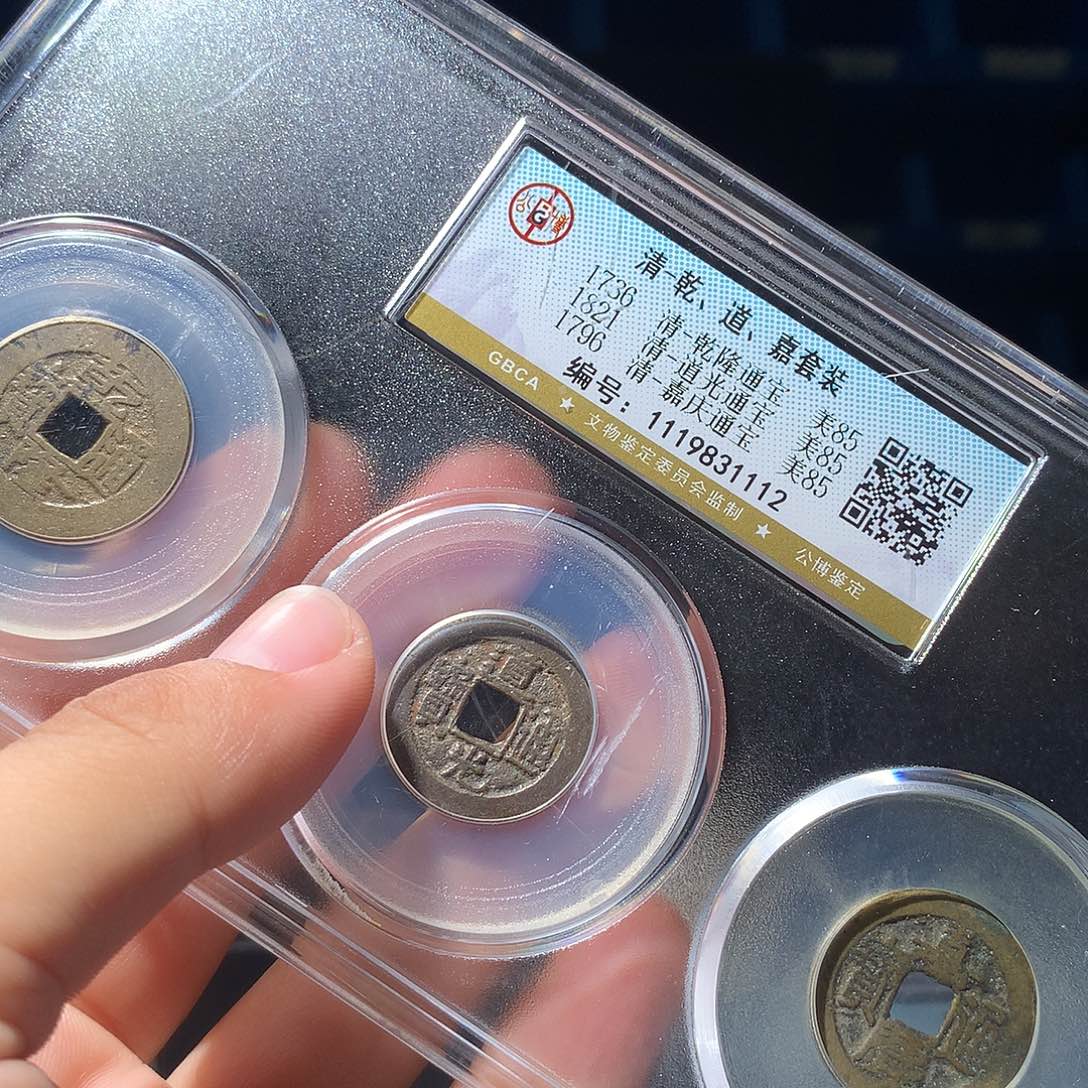 清-乾、道、嘉套装
1736 清-乾隆通宝 美85
1821 清-道光通宝 美85
1796 清-嘉庆通宝 美85
编号：1119831112
GBCA ★ 文物鉴定委员会监制 ★ 公博鉴定